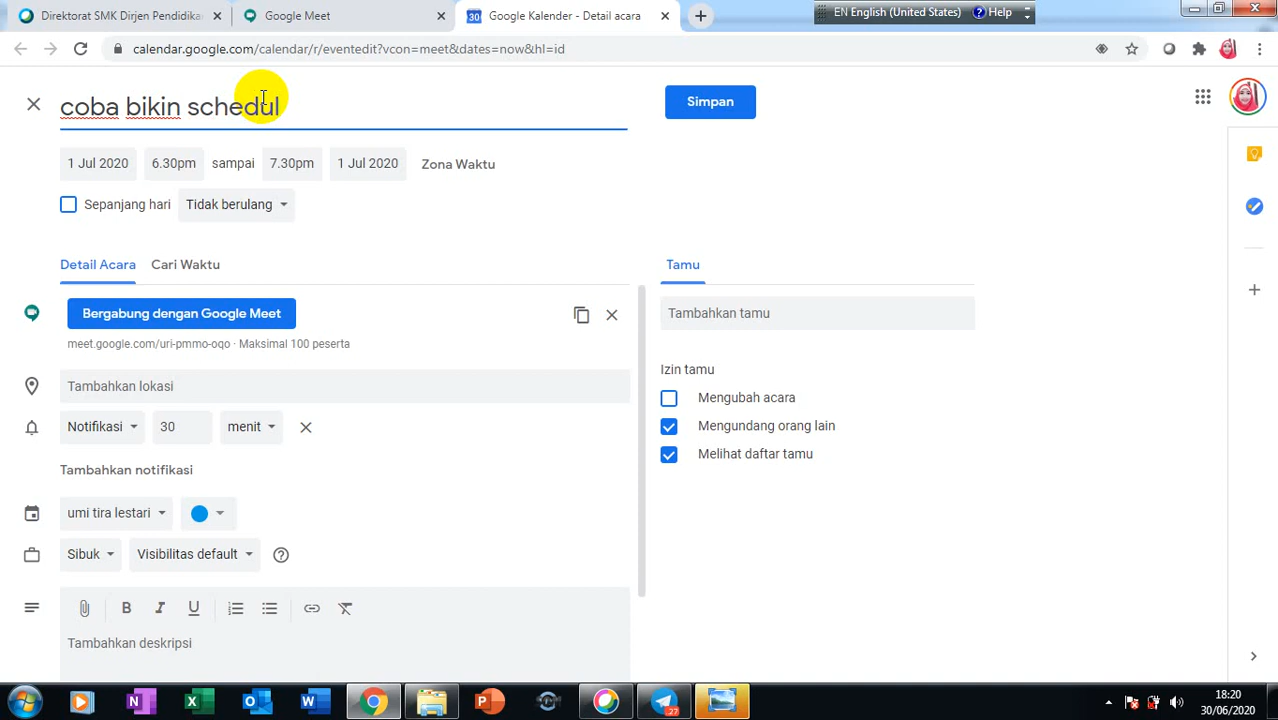 Direktorat SMK Dirjen Pendidika
Google Meet
Google Kalender - Detail acara
EN English (United States)
Help
calendar.google.com/calendar/r/eventedit?vcon=meet&dates=now&hl=id
coba bikin schedul
Simpan
1 Jul 2020 6.30pm sampai 7.30pm 1 Jul 2020 Zona Waktu
Sepanjang hari Tidak berulang
Detail Acara Cari Waktu
Tamu
Bergabung dengan Google Meet
Tambahkan tamu
meet.google.com/uri-pmmo-oqo · Maksimal 100 peserta
Izin tamu
Tambahkan lokasi
Mengubah acara
Notifikasi 30 menit
Mengundang orang lain
Melihat daftar tamu
Tambahkan notifikasi
umi tira lestari
Sibuk Visibilitas default
B I U
Tambahkan deskripsi
27
18:20
30/06/2020